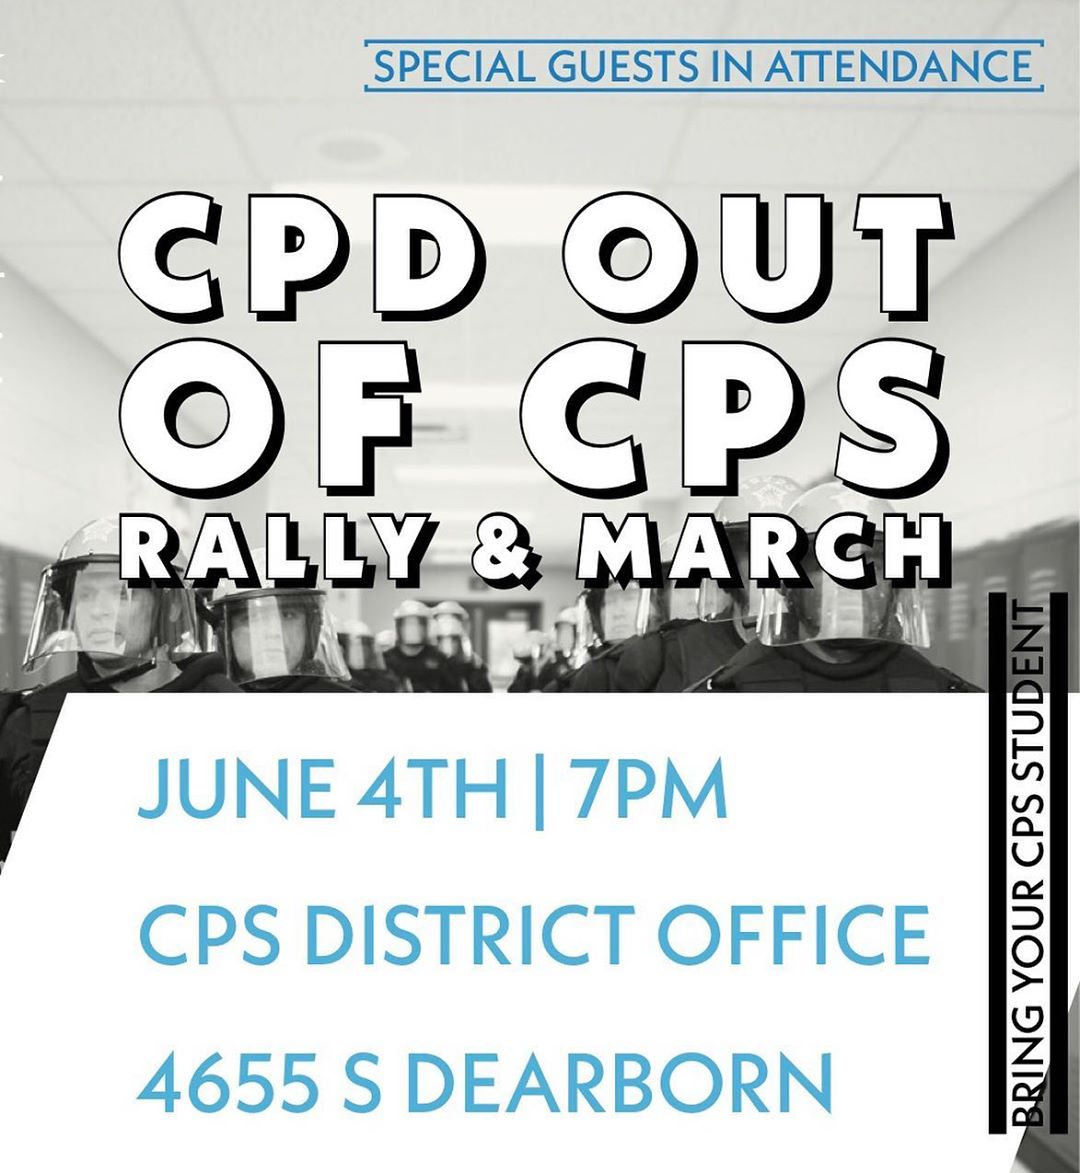 SPECIAL GUESTS IN ATTENDANCE
CPD OUT
OF CPS
RALLY & MARCH
JUNE 4TH | 7PM
CPS DISTRICT OFFICE
4655 S DEARBORN
BRING YOUR CPS STUDENT